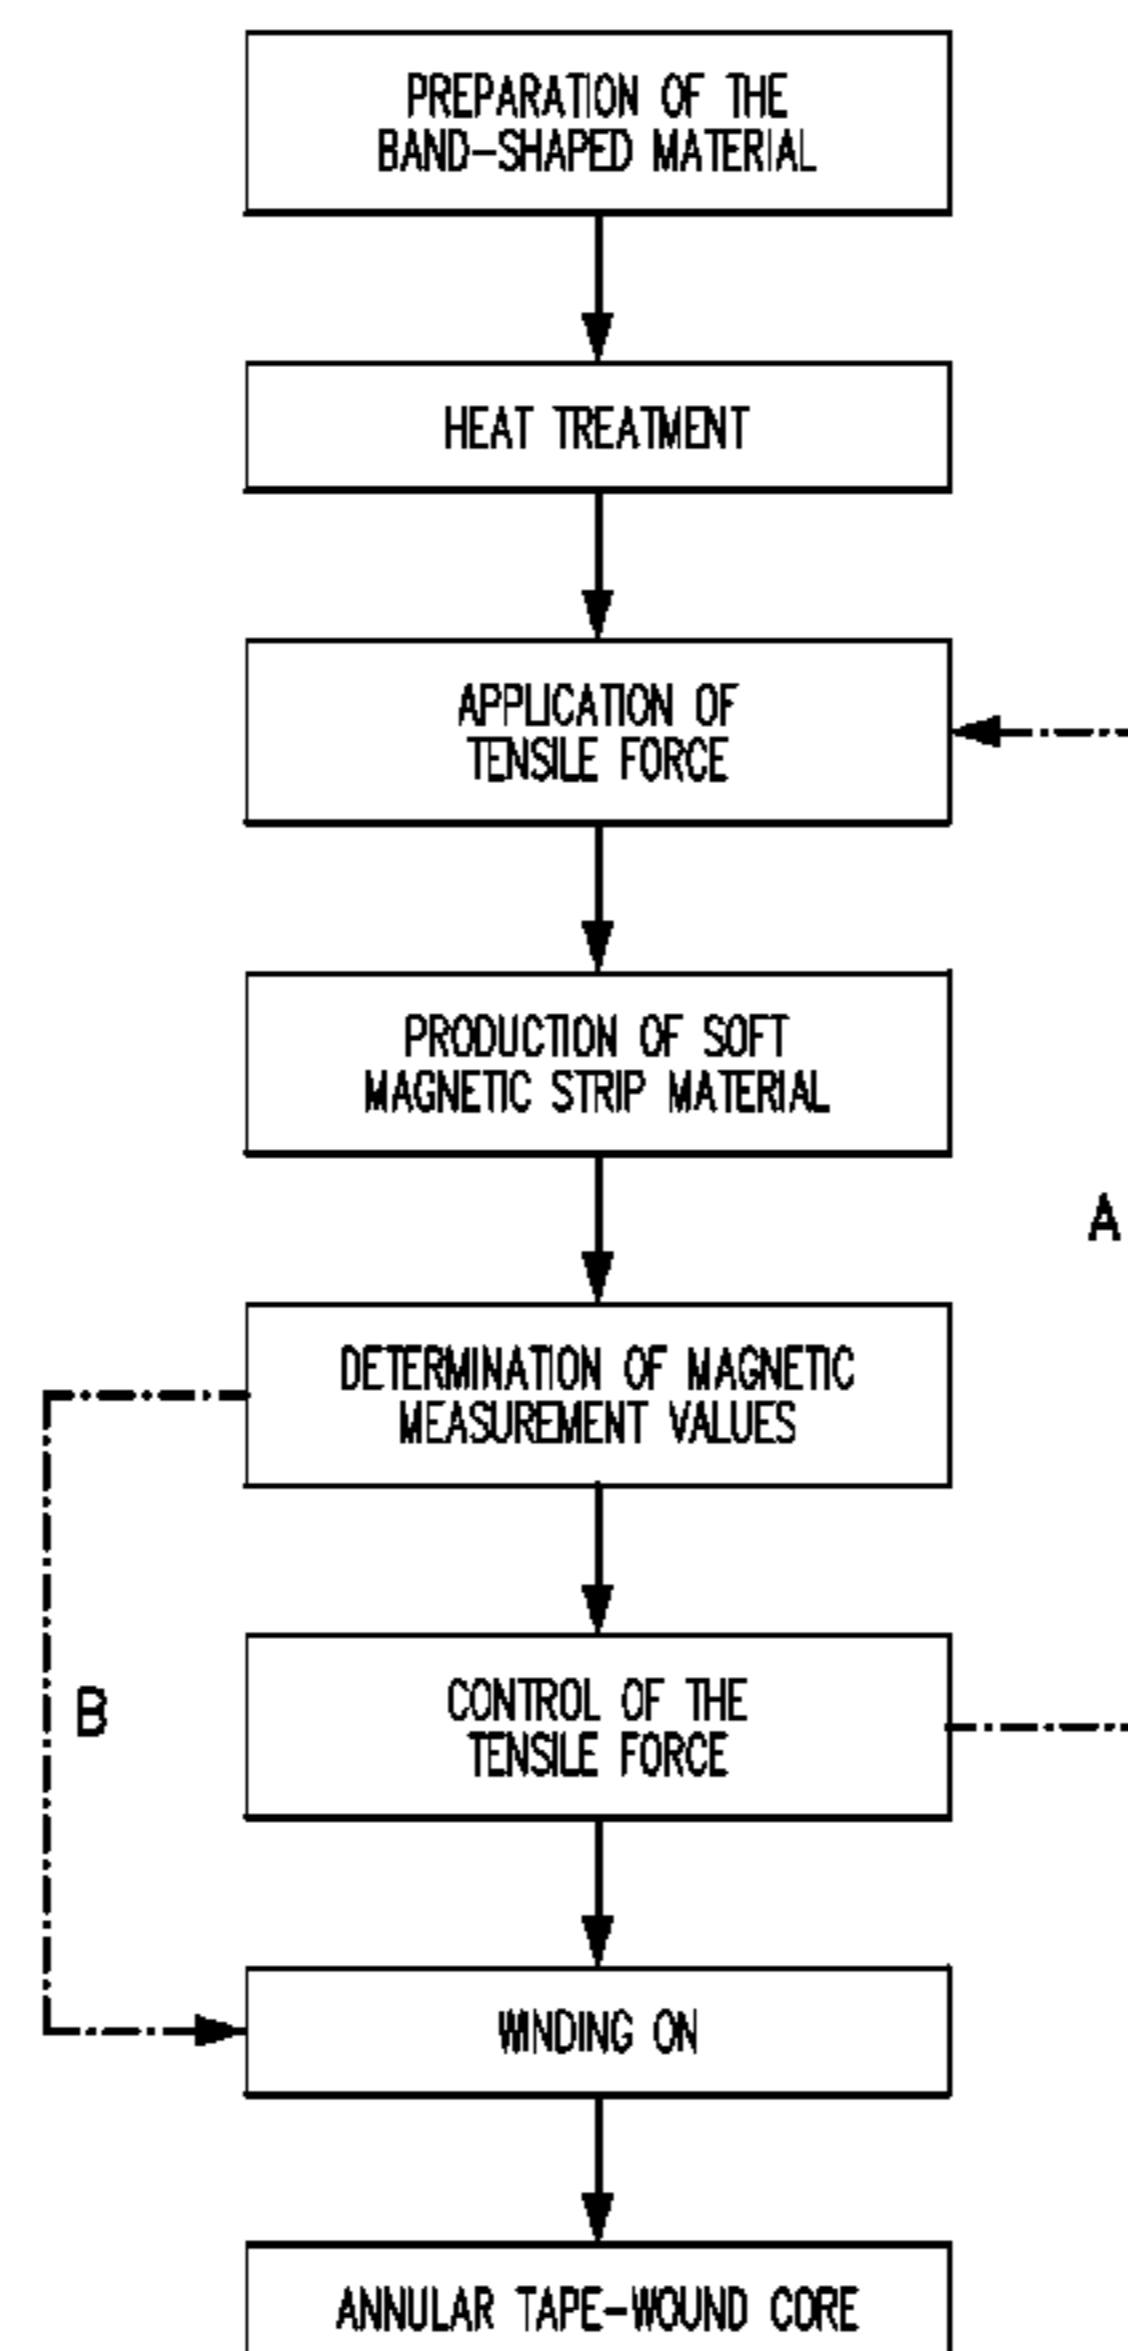 PREPARATION OF THE
BAND-SHAPED MATERIAL
HEAT TREATMENT
APPLICATION OF
TENSILE FORCE
PRODUCTION OF SOFT
MAGNETIC STRIP MATERIAL
A
DETERMINATION OF MAGNETIC
MEASUREMENT VALUES
B
CONTROL OF THE
TENSILE FORCE
WINDING ON
ANNULAR TAPE-WOUND CORE